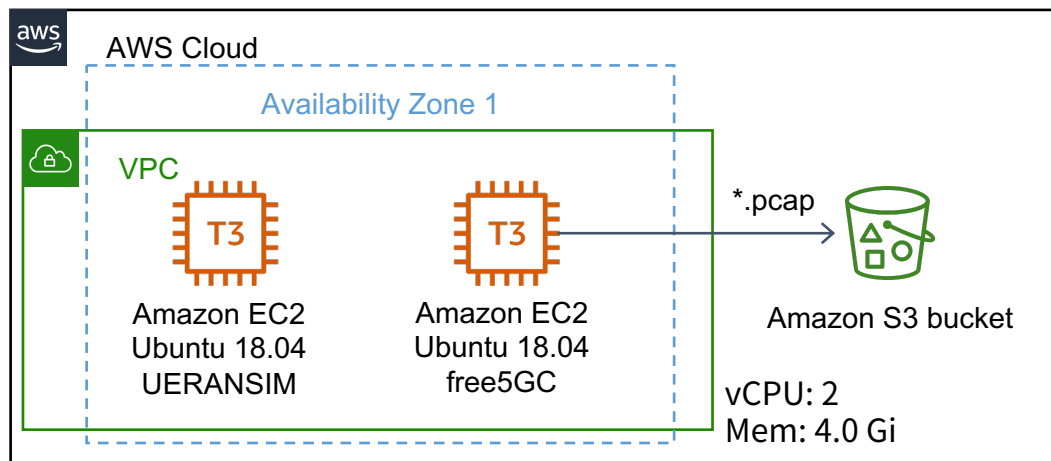 aws
AWS Cloud
Availability Zone 1
VPC
T3
T3
*.pcap
Amazon EC2
Ubuntu 18.04
UERANSIM
Amazon EC2
Ubuntu 18.04
free5GC
Amazon S3 bucket
vCPU: 2
Mem: 4.0 Gi